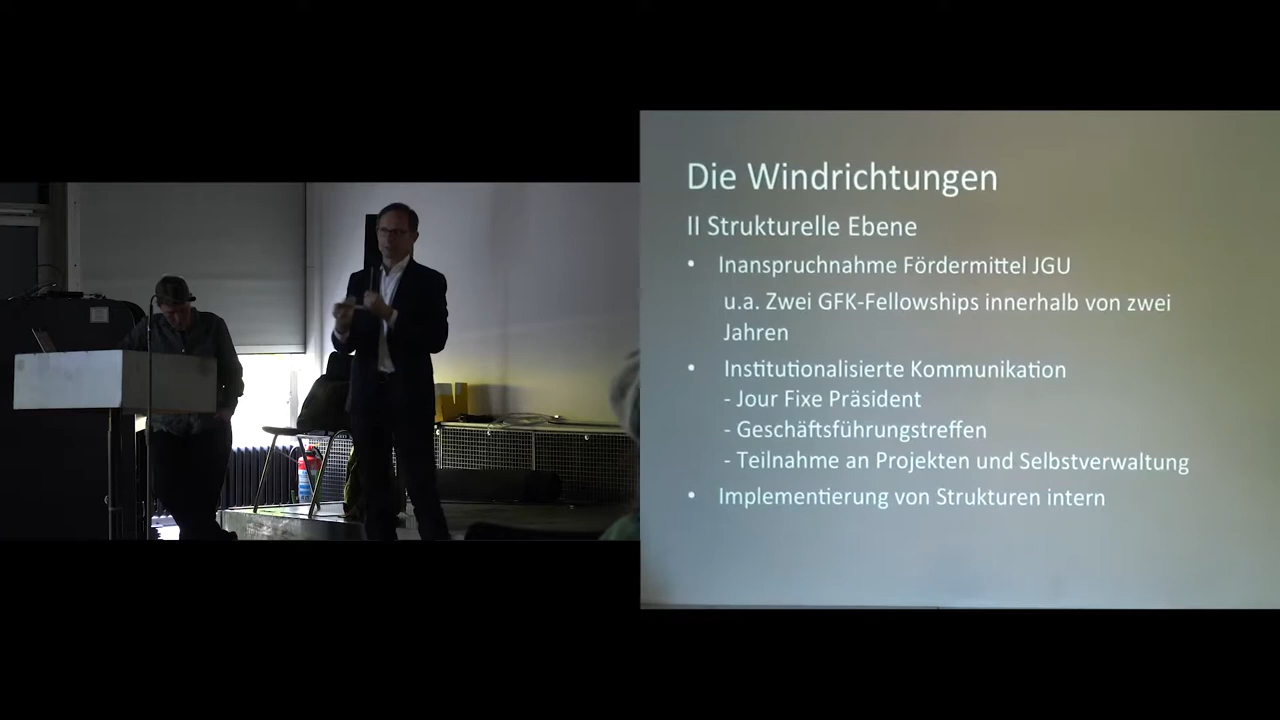 Die Windrichtungen
II Strukturelle Ebene
• Inanspruchnahme Fördermittel JGU
u.a. Zwei GFK-Fellowships innerhalb von zwei
Jahren
• Institutionalisierte Kommunikation
- Jour Fixe Präsident
- Geschäftsführungstreffen
- Teilnahme an Projekten und Selbstverwaltung
• Implementierung von Strukturen intern